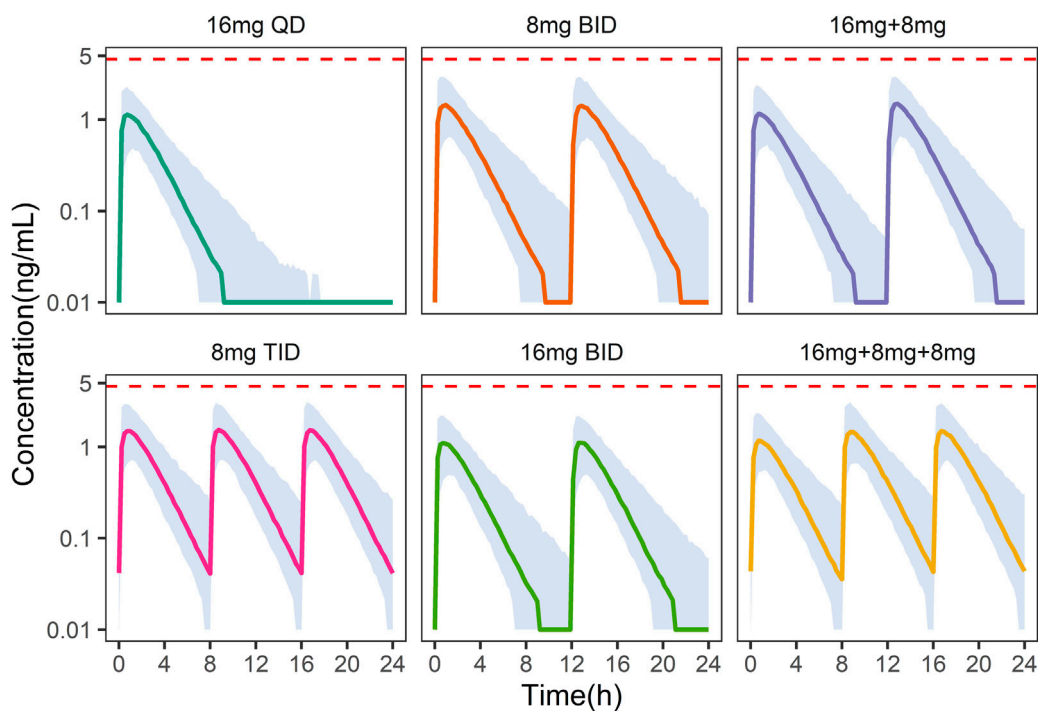 16mg QD
8mg BID
16mg+8mg
5
1
0.1
0.01
8mg TID
16mg BID
16mg+8mg+8mg
5
1
0.1
0.01
Concentration(ng/mL)
0 4 8 12 16 20 24
0 4 8 12 16 20 24
0 4 8 12 16 20 24
Time(h)